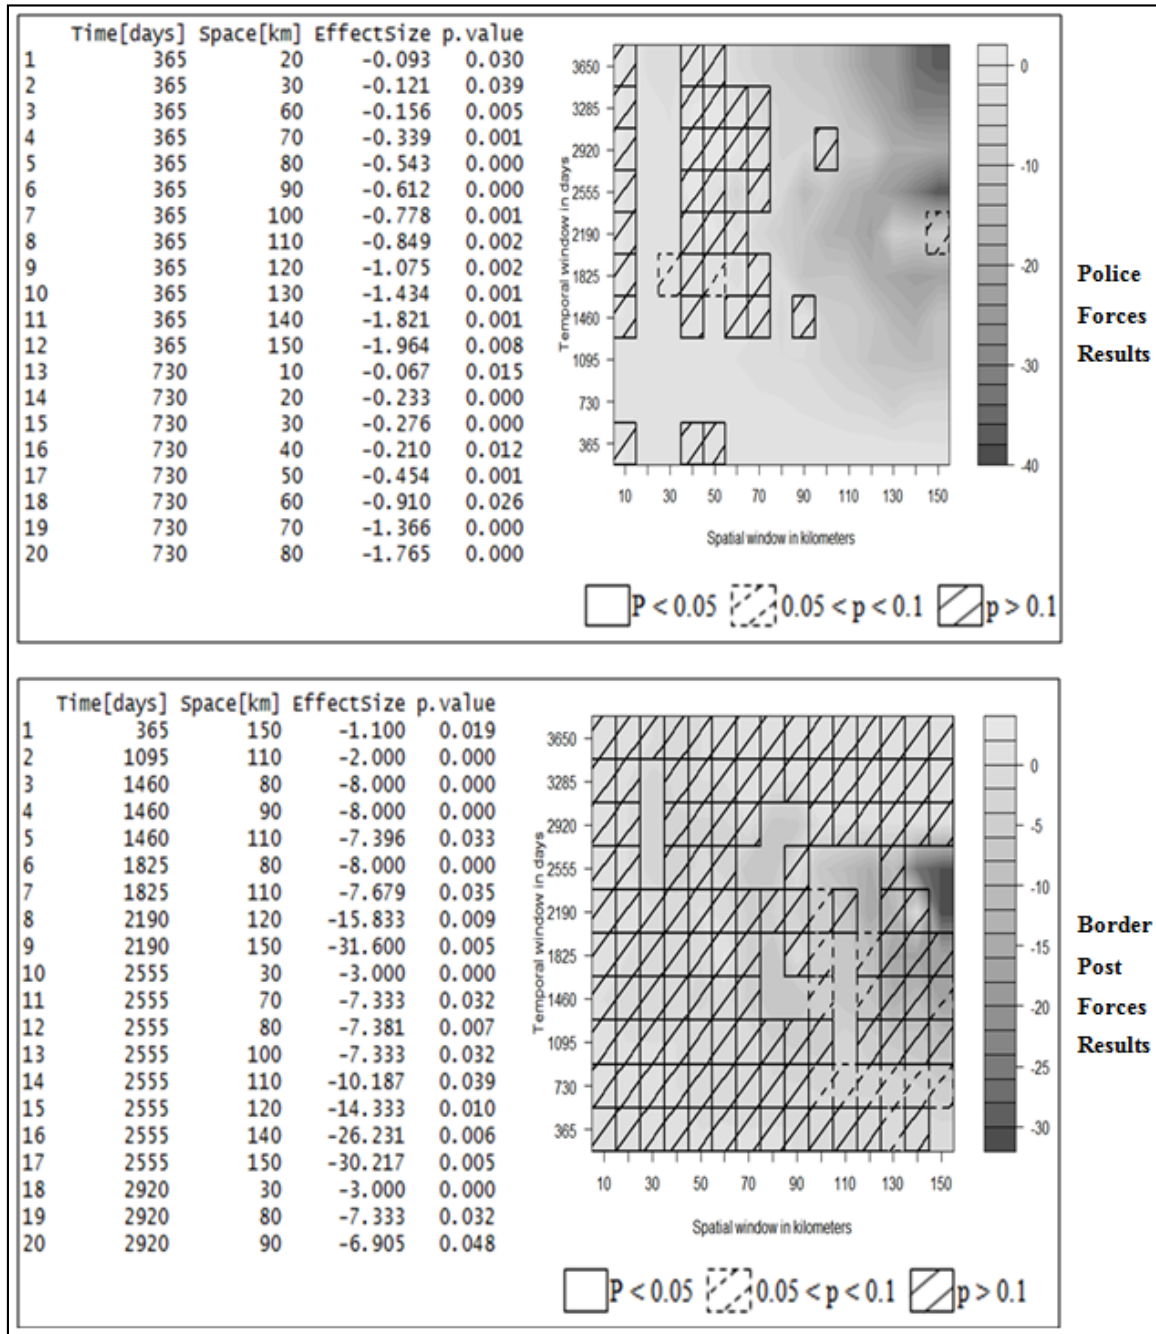 Time[days] Space[km] EffectSize p.value
1 365 20 -0.093 0.030
2 365 30 -0.121 0.039
3 365 60 -0.156 0.005
4 365 70 -0.339 0.001
5 365 80 -0.543 0.000
6 365 90 -0.612 0.000
7 365 100 -0.778 0.001
8 365 110 -0.849 0.002
9 365 120 -1.075 0.002
10 365 130 -1.434 0.001
11 365 140 -1.821 0.001
12 365 150 -1.964 0.008
13 730 10 -0.067 0.015
14 730 20 -0.233 0.000
15 730 30 -0.276 0.000
16 730 40 -0.210 0.012
17 730 50 -0.454 0.001
18 730 60 -0.910 0.026
19 730 70 -1.366 0.000
20 730 80 -1.765 0.000
Temporal window in days
3650
3285
2920
2555
2190
1825
1460
1095
730
365
10 30 50 70 90 110 130 150
Spatial window in kilometers
0
-10
-20
-30
-40
P < 0.05 0.05 < p < 0.1 p > 0.1
Police
Forces
Results
Time[days] Space[km] EffectSize p.value
1 365 150 -1.100 0.019
2 1095 110 -2.000 0.000
3 1460 80 -8.000 0.000
4 1460 90 -8.000 0.000
5 1460 110 -7.396 0.033
6 1825 80 -8.000 0.000
7 1825 110 -7.679 0.035
8 2190 120 -15.833 0.009
9 2190 150 -31.600 0.005
10 2555 30 -3.000 0.000
11 2555 70 -7.333 0.032
12 2555 80 -7.381 0.007
13 2555 100 -7.333 0.032
14 2555 110 -10.187 0.039
15 2555 120 -14.333 0.010
16 2555 140 -26.231 0.006
17 2555 150 -30.217 0.005
18 2920 30 -3.000 0.000
19 2920 80 -7.333 0.032
20 2920 90 -6.905 0.048
Temporal window in days
3650
3285
2920
2555
2190
1825
1460
1095
730
365
10 30 50 70 90 110 130 150
Spatial window in kilometers
0
-5
-10
-15
-20
-25
-30
P < 0.05 0.05 < p < 0.1 p > 0.1
Border
Post
Forces
Results